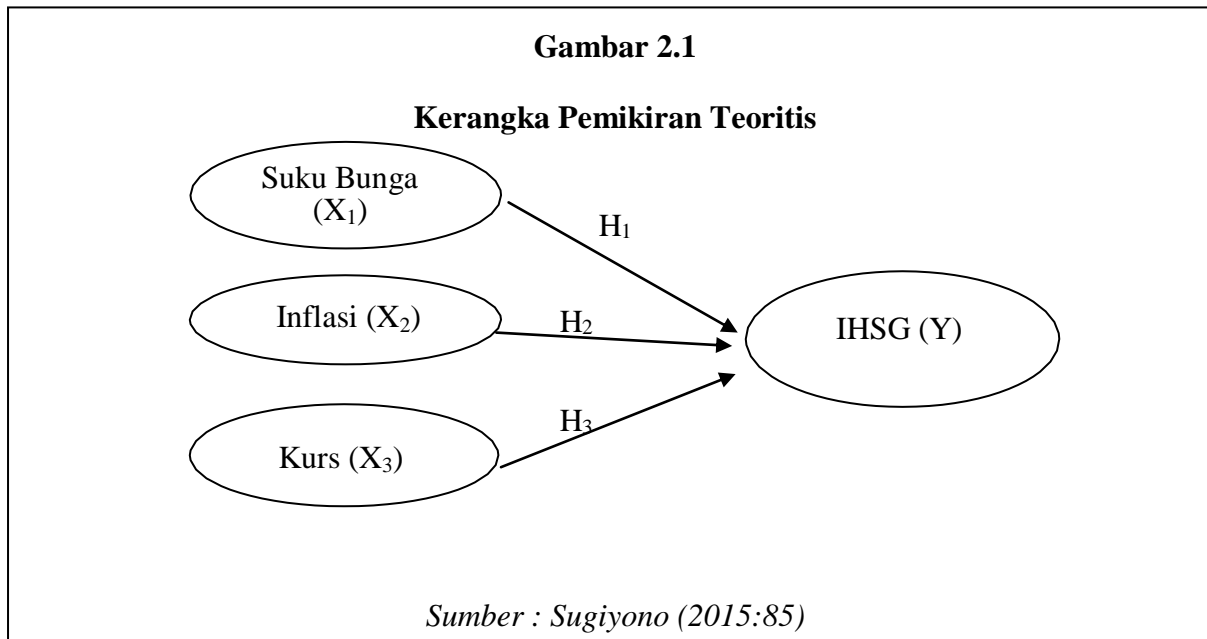 Gambar 2.1
Kerangka Pemikiran Teoritis
Suku Bunga
(X₁)
H₁
Inflasi (X₂)
H₂
IHSG (Y)
H₃
Kurs (X₃)
Sumber : Sugiyono (2015:85)